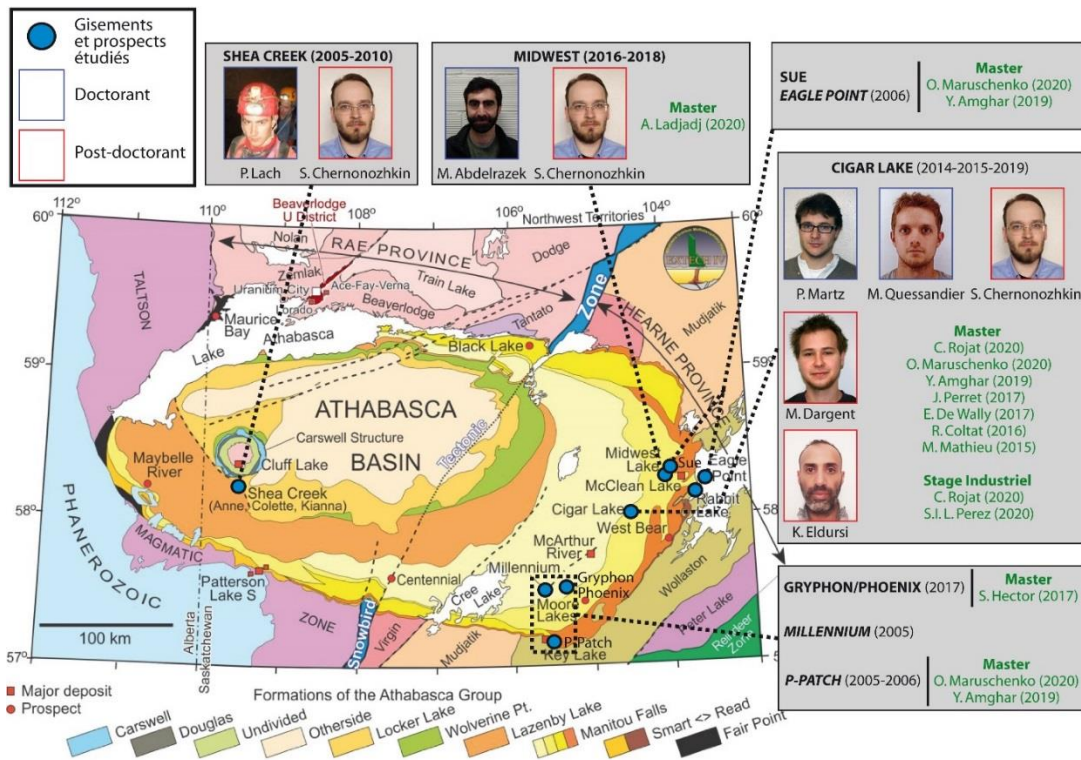 Gisements
et prospects
étudiés
Doctorant
Post-doctorant
SHEA CREEK (2005-2010)
P. Lach
S. Chernonozhkin
MIDWEST (2016-2018)
Master
A. Ladjadj (2020)
M. Abdelrazek
S. Chernonozhkin
SUE
EAGLE POINT (2006)
Master
O. Maruschenko (2020)
Y. Amghar (2019)
CIGAR LAKE (2014-2015-2019)
P. Martz
M. Quessandier
S. Chernonozhkin
M. Dargent
K. Eldursi
Master
C. Rojat (2020)
O. Maruschenko (2020)
Y. Amghar (2019)
J. Perret (2017)
E. De Wally (2017)
R. Coltat (2016)
M. Mathieu (2015)
Stage Industriel
C. Rojat (2020)
S.I.L. Perez (2020)
GRYPHON/PHOENIX (2017)
Master
S. Hector (2017)
MILLENNIUM (2005)
P-PATCH (2005-2006)
Master
O. Maruschenko (2020)
Y. Amghar (2019)
60°
112°
110°
108°
106°
104°
60°
Beaverlodge
U District
Northwest Territories
Nolan
RAE PROVINCE
Dodge
Zemlak
Train Lake
TALTSON
Uranium City
Ace-Fay-Verna
Beaverlodge
Tantato
Zone
HEARNE PROVINCE
Mudjatik
Maurice
Bay
Lake
Athabasca
Black Lake
59°
59°
ATHABASCA
BASIN
Carswell Structure
Cluff Lake
Tectonic
Maybelle
River
Shea Creek
(Anne, Colette, Kianna)
Midwest
Lake
Sue
Eagle
Point
McClean Lake
Rabbit
Lake
Cigar Lake
West Bear
58°
58°
PHANEROZOIC
MAGMATIC
ZONE
McArthur
River
Millennium
Gryphon
Phoenix
Moore
Lakes
Wollaston
Patterson
Lake S
Centennial
Cree
Lake
Peter Lake
Reindeer
Zone
100 km
Alberta
Saskatchewan
Snowbird
Virgin
Mudjatik
P-Patch
Key Lake
57°
57°
Major deposit
Prospect
Formations of the Athabasca Group
Carswell
Douglas
Undivided
Otherside
Locker Lake
Wolverine Pt.
Lazenby Lake
Manitou Falls
Smart <> Read
Fair Point